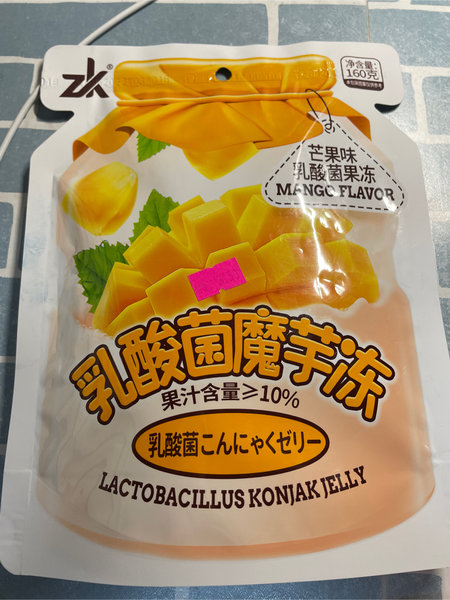 ZK®
净含量:
160克
芒果味
乳酸菌果冻
MANGO FLAVOR
乳酸菌魔芋冻
果汁含量≥10%
乳酸菌こんにゃくゼリー
LACTOBACILLUS KONJAK JELLY